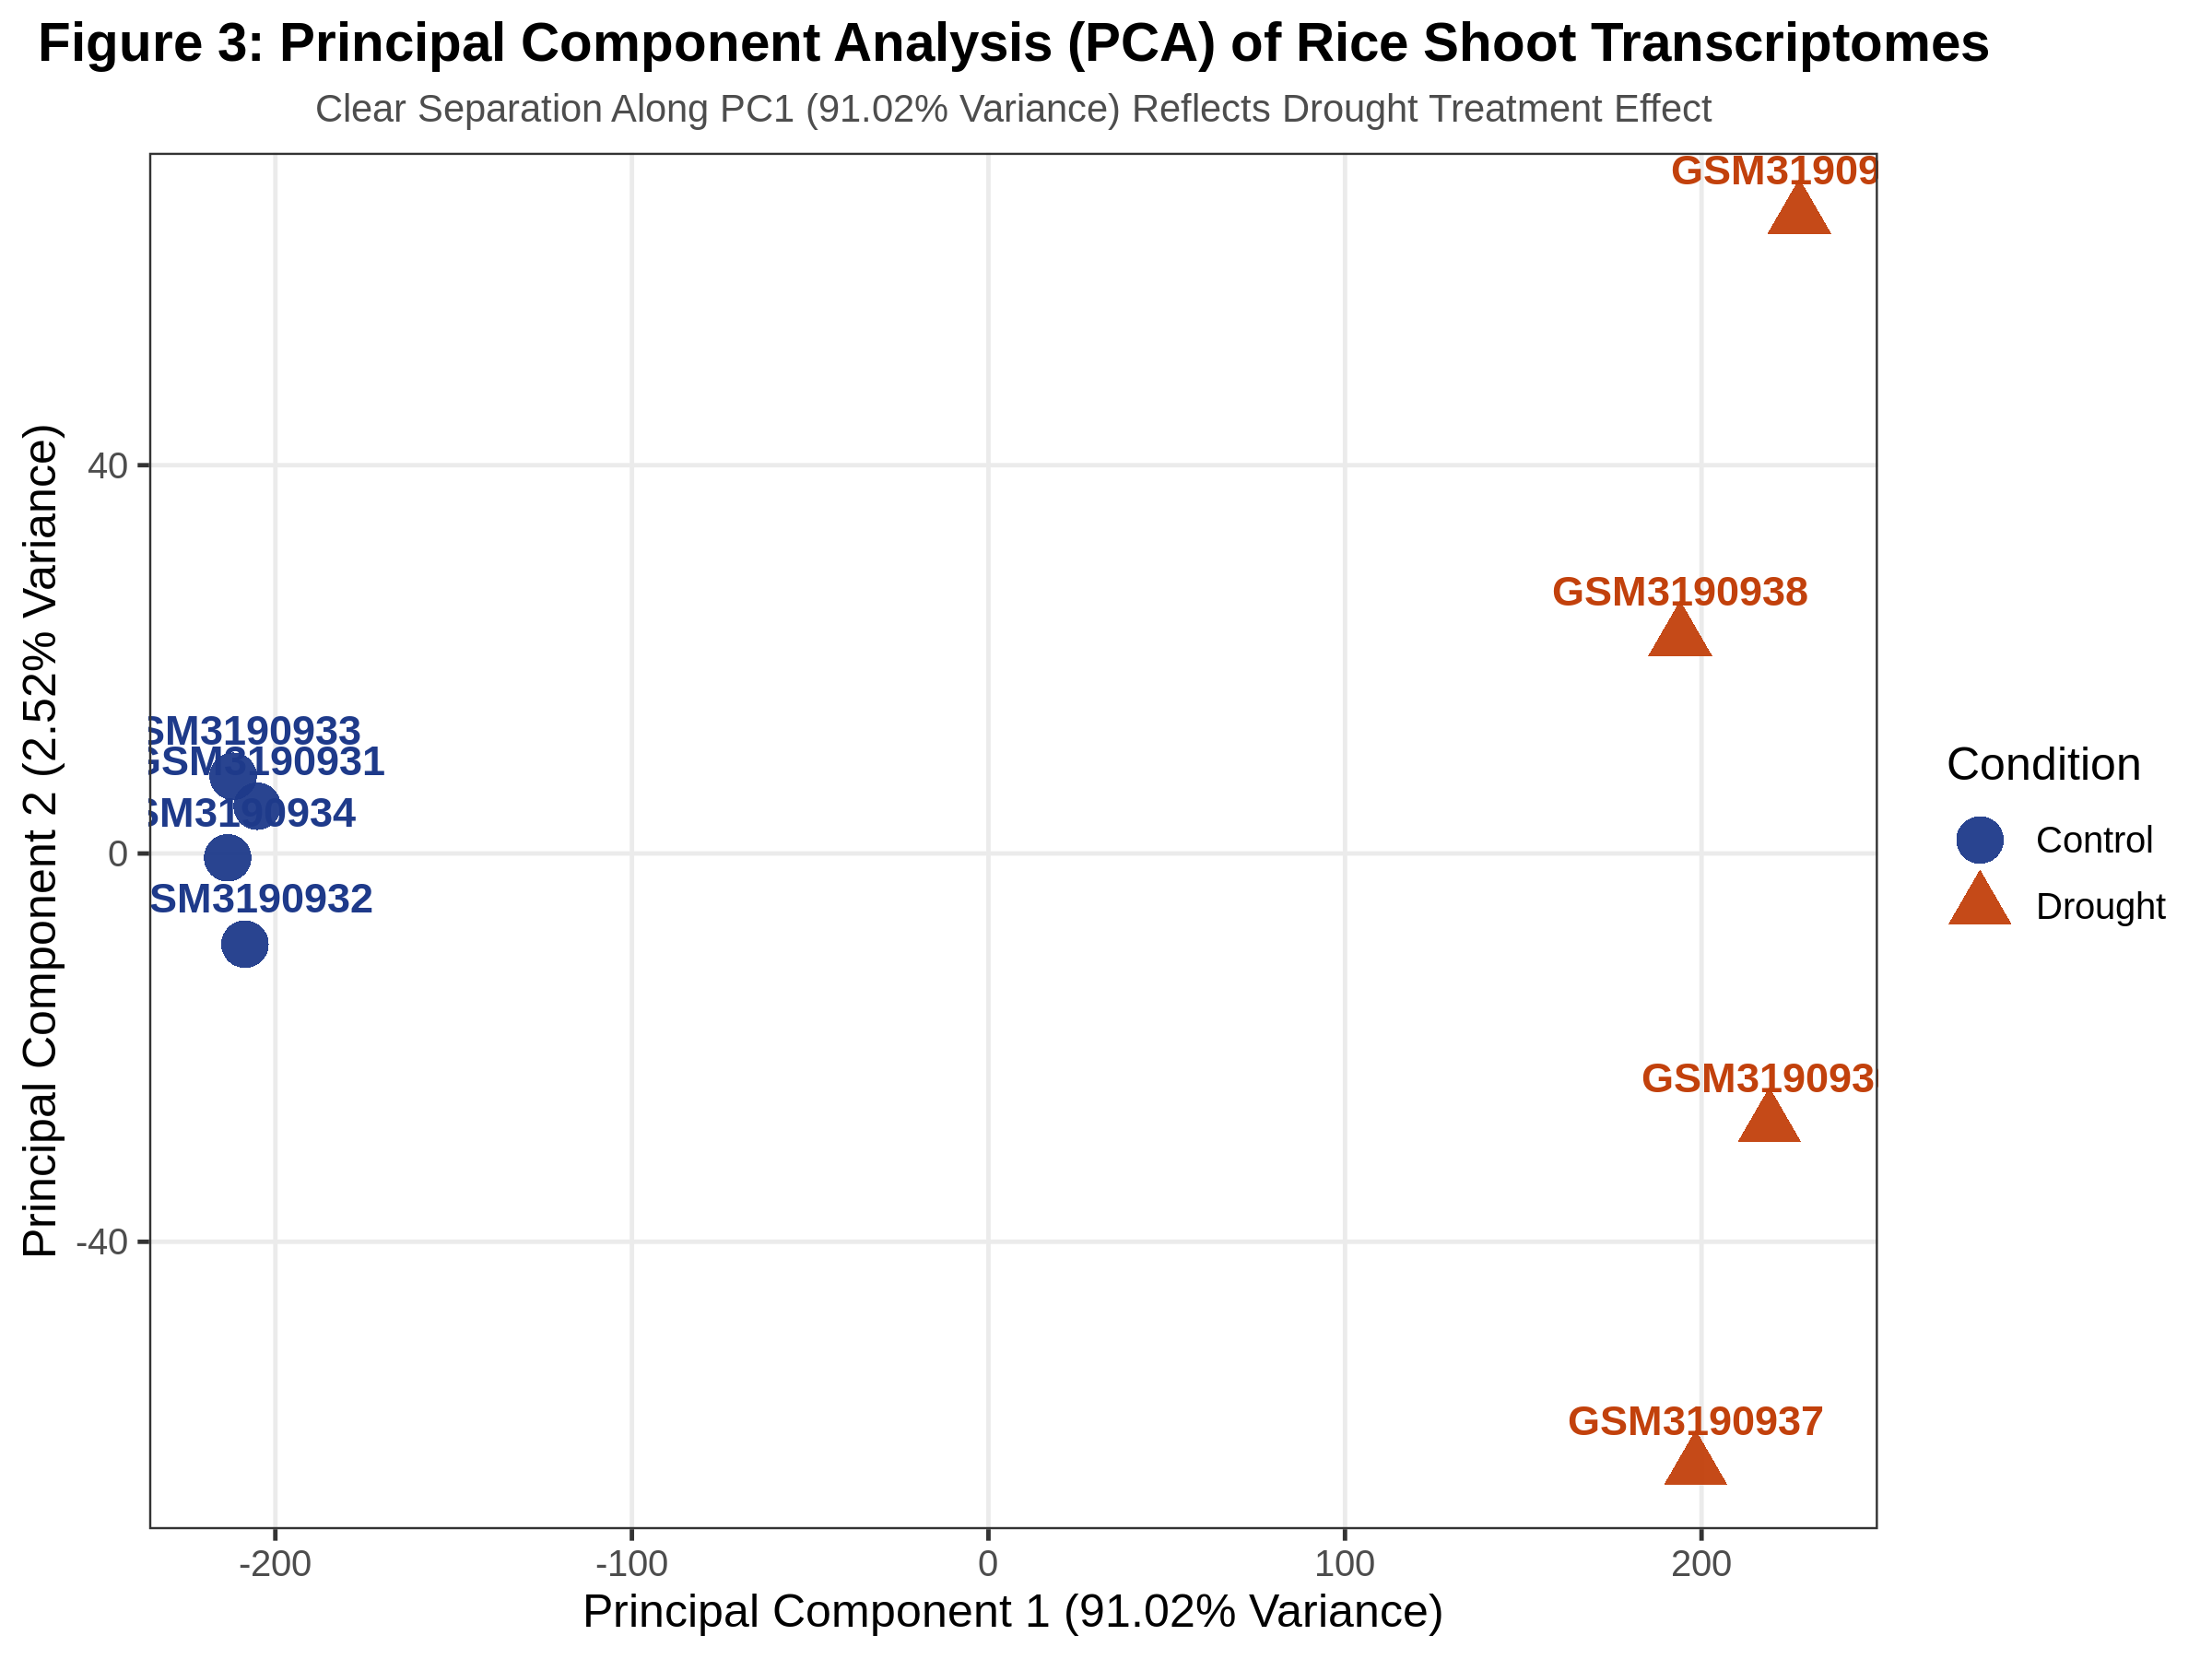 Figure 3: Principal Component Analysis (PCA) of Rice Shoot Transcriptomes
Clear Separation Along PC1 (91.02% Variance) Reflects Drought Treatment Effect
GSM31909
GSM3190938
SM3190933
GSM3190931
SM3190934
SM3190932
GSM319093
GSM3190937
40
0
-40
-200
-100
0
100
200
Principal Component 1 (91.02% Variance)
Principal Component 2 (2.52% Variance)
Condition
Control
Drought